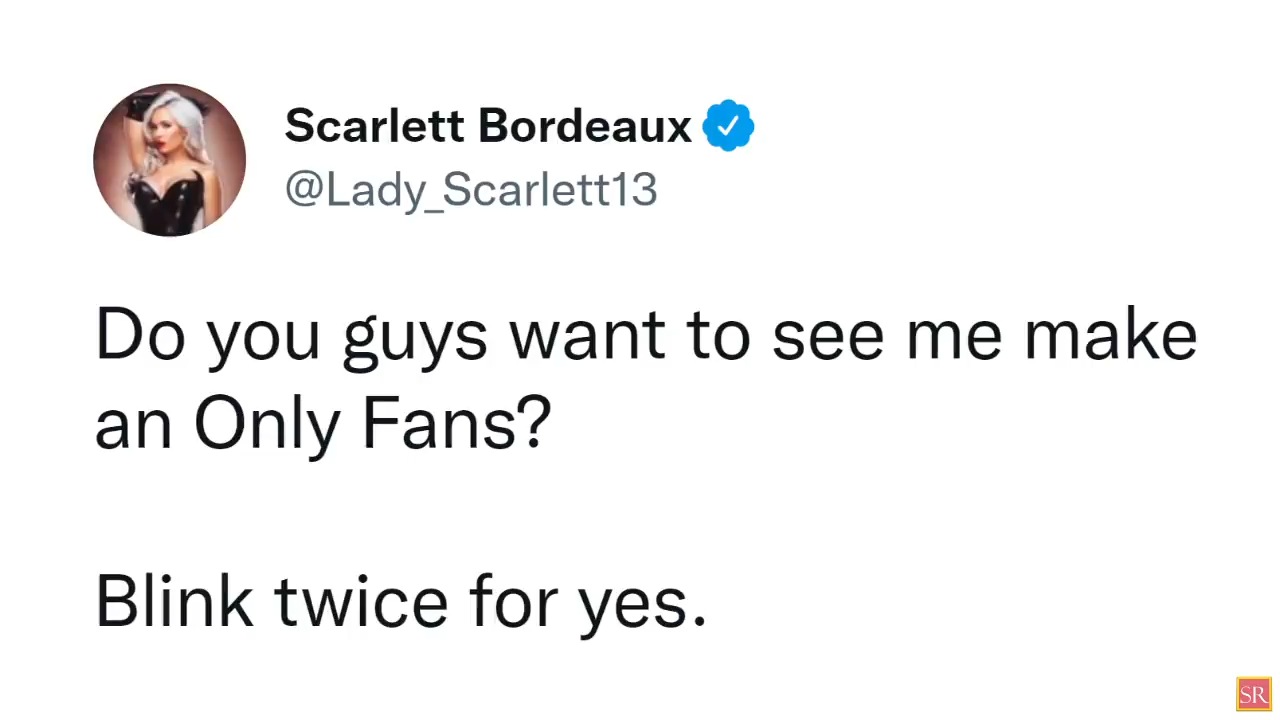 Scarlett Bordeaux
@Lady_Scarlett13
Do you guys want to see me make
an Only Fans?
Blink twice for yes.
SR